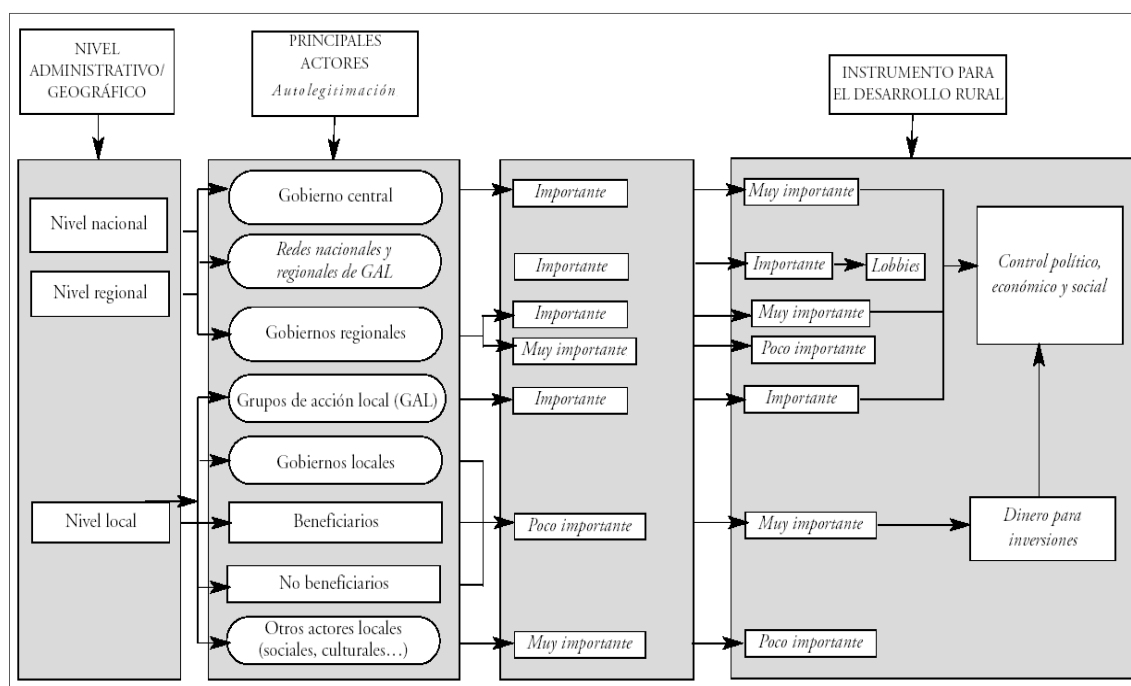 NIVEL
ADMINISTRATIVO/
GEOGRÁFICO
PRINCIPALES
ACTORES
Autolegitimación
INSTRUMENTO PARA
EL DESARROLLO RURAL
Nivel nacional
Nivel regional
Nivel local
Gobierno central
Redes nacionales y
regionales de GAL
Gobiernos regionales
Grupos de acción local (GAL)
Gobiernos locales
Beneficiarios
No beneficiarios
Otros actores locales
(sociales, culturales…)
Importante
Importante
Importante
Muy importante
Importante
Poco importante
Muy importante
Muy importante
Importante
Lobbies
Muy importante
Poco importante
Importante
Muy importante
Poco importante
Control político,
económico y social
Dinero para
inversiones